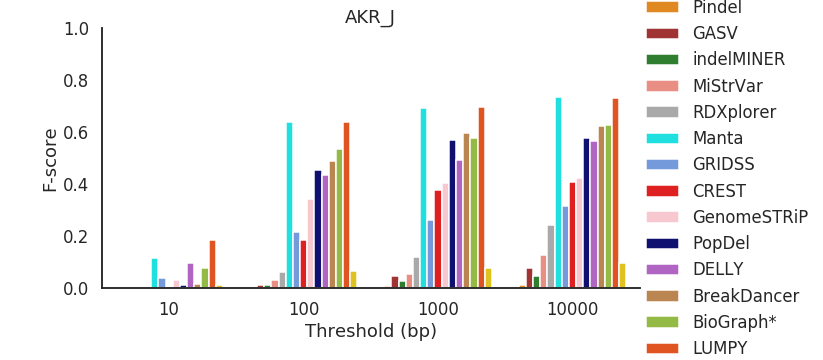 AKR_J
F-score
1.0
0.8
0.6
0.4
0.2
0.0
10
100
1000
10000
Threshold (bp)
Pindel
GASV
indelMINER
MiStrVar
RDXplorer
Manta
GRIDSS
CREST
GenomeSTRiP
PopDel
DELLY
BreakDancer
BioGraph*
LUMPY